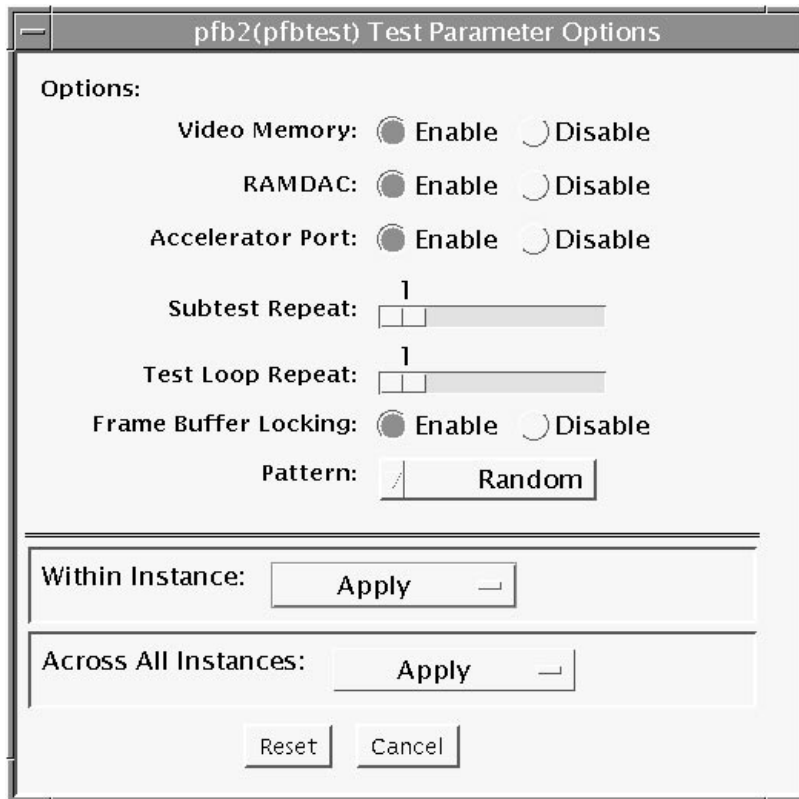 pfb2(pfbtest) Test Parameter Options
Options:
Video Memory: Enable Disable
RAMDAC: Enable Disable
Accelerator Port: Enable Disable
1
Subtest Repeat:
1
Test Loop Repeat:
Frame Buffer Locking: Enable Disable
Pattern: Random
Within Instance: Apply
Across All Instances: Apply
Reset Cancel